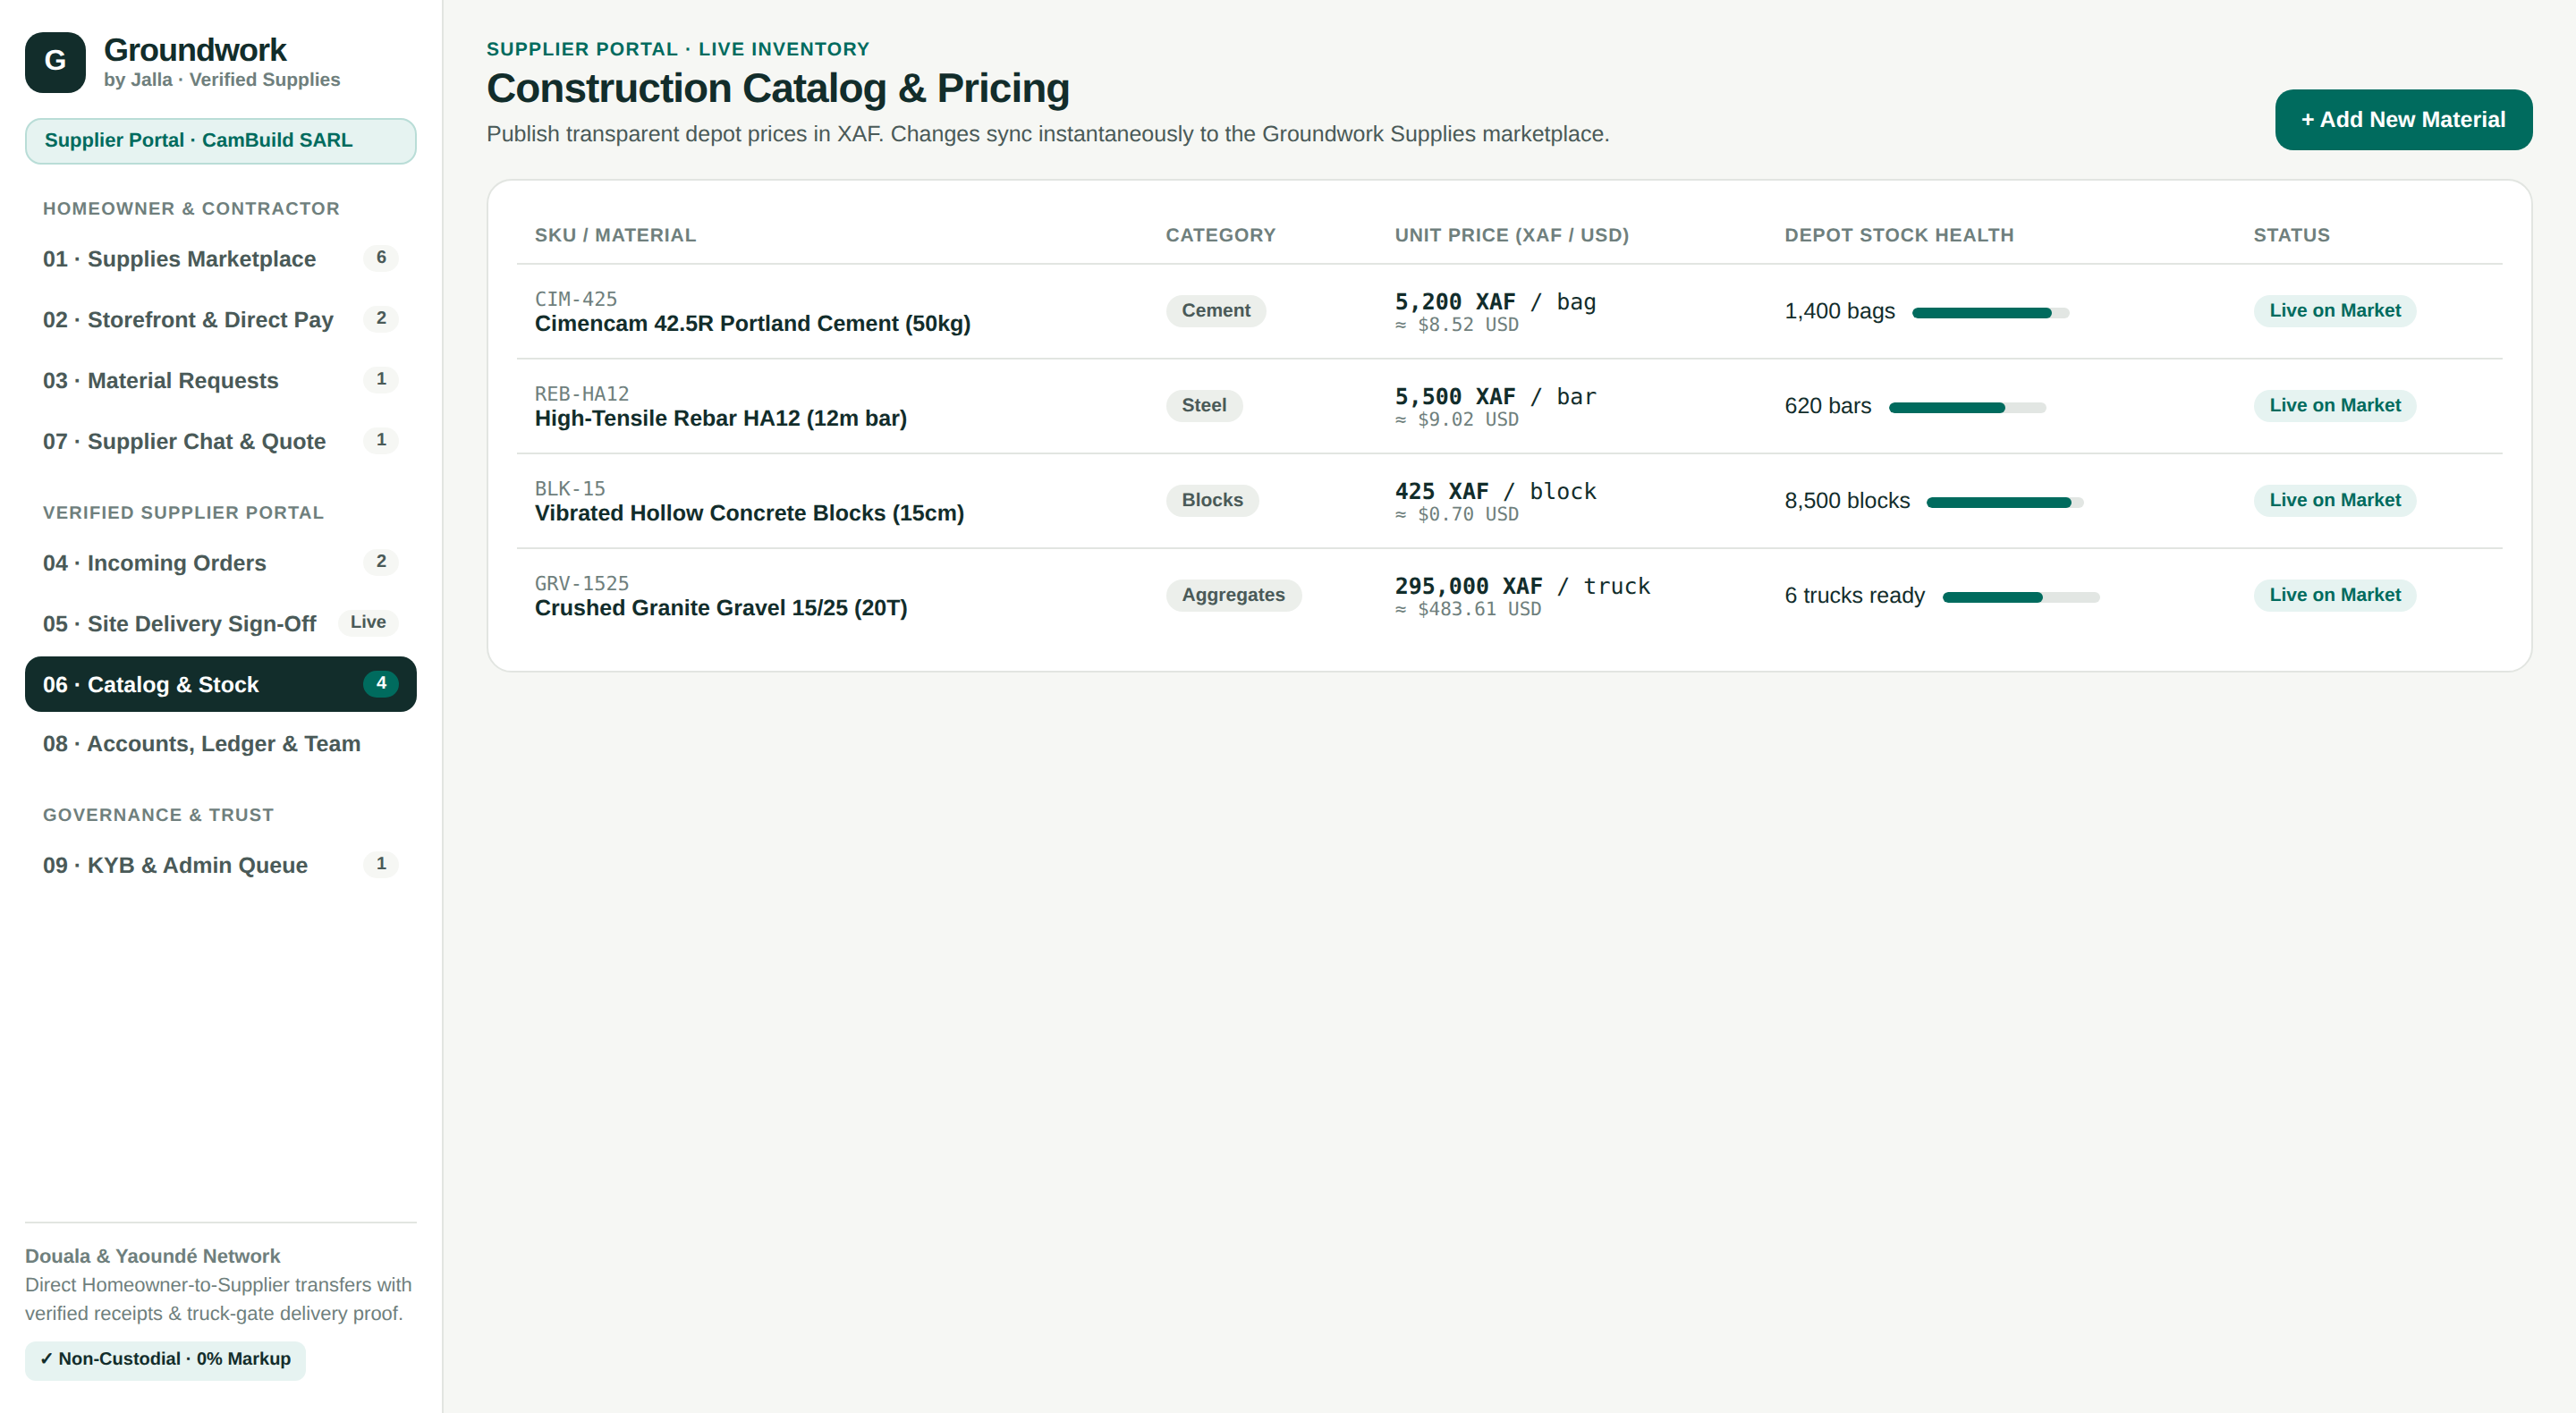 G
Groundwork
by Jalla · Verified Supplies
Supplier Portal · CamBuild SARL
HOMEOWNER & CONTRACTOR
01 · Supplies Marketplace 6
02 · Storefront & Direct Pay 2
03 · Material Requests 1
07 · Supplier Chat & Quote 1
VERIFIED SUPPLIER PORTAL
04 · Incoming Orders 2
05 · Site Delivery Sign-Off Live
06 · Catalog & Stock 4
08 · Accounts, Ledger & Team
GOVERNANCE & TRUST
09 · KYB & Admin Queue 1
Douala & Yaoundé Network
Direct Homeowner-to-Supplier transfers with
verified receipts & truck-gate delivery proof.
✓ Non-Custodial · 0% Markup
SUPPLIER PORTAL · LIVE INVENTORY
Construction Catalog & Pricing
Publish transparent depot prices in XAF. Changes sync instantaneously to the Groundwork Supplies marketplace.
+ Add New Material
SKU / MATERIAL CATEGORY UNIT PRICE (XAF / USD) DEPOT STOCK HEALTH STATUS
CIM-425
Cimencam 42.5R Portland Cement (50kg)
Cement
5,200 XAF / bag
≈ $8.52 USD
1,400 bags
Live on Market
REB-HA12
High-Tensile Rebar HA12 (12m bar)
Steel
5,500 XAF / bar
≈ $9.02 USD
620 bars
Live on Market
BLK-15
Vibrated Hollow Concrete Blocks (15cm)
Blocks
425 XAF / block
≈ $0.70 USD
8,500 blocks
Live on Market
GRV-1525
Crushed Granite Gravel 15/25 (20T)
Aggregates
295,000 XAF / truck
≈ $483.61 USD
6 trucks ready
Live on Market